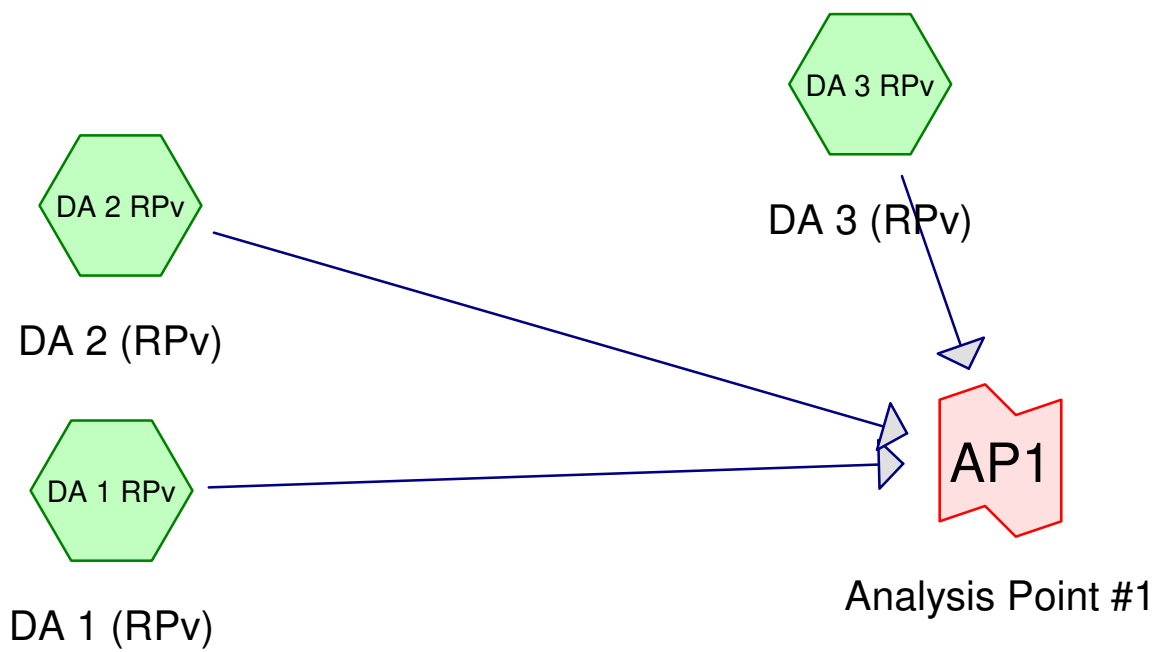 DA 3 RPv
DA 3 (RPv)
DA 2 RPv
DA 2 (RPv)
DA 1 RPv
DA 1 (RPv)
AP1
Analysis Point #1